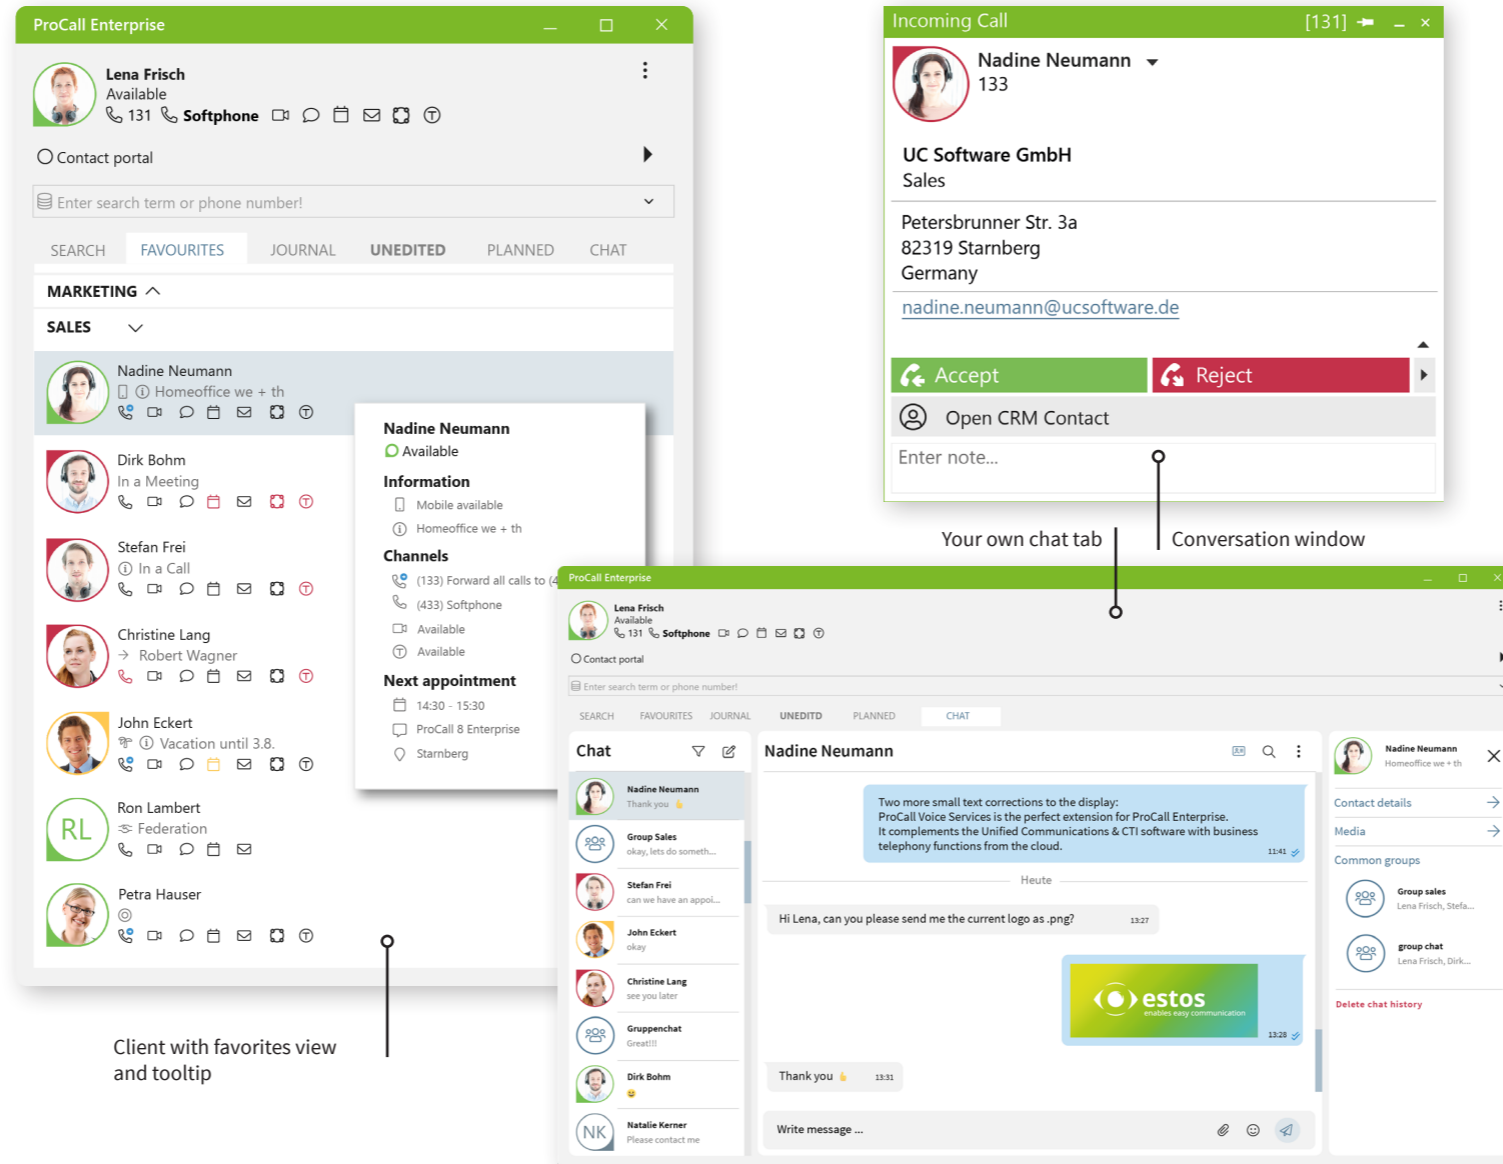 ProCall Enterprise
Lena Frisch
Available
131 Softphone
Contact portal
Enter search term or phone number!
SEARCH FAVOURITES JOURNAL UNEDITED PLANNED CHAT
MARKETING
SALES
Nadine Neumann
Homeoffice we + th
Dirk Bohm
In a Meeting
Stefan Frei
In a Call
Christine Lang
Robert Wagner
John Eckert
Vacation until 3.8.
RL
Ron Lambert
Federation
Petra Hauser
Nadine Neumann
Available
Information
Mobile available
Homeoffice we + th
Channels
(133) Forward all calls to (4
(433) Softphone
Available
Available
Next appointment
14:30 - 15:30
ProCall 8 Enterprise
Starnberg
Client with favorites view
and tooltip
Incoming Call [131]
Nadine Neumann
133
UC Software GmbH
Sales
Petersbrunner Str. 3a
82319 Starnberg
Germany
nadine.neumann@ucsoftware.de
Accept Reject
Open CRM Contact
Enter note...
Your own chat tab
Conversation window
ProCall Enterprise
Lena Frisch
Available
131 Softphone
Contact portal
Enter search term or phone number!
SEARCH FAVOURITES JOURNAL UNEDITD PLANNED CHAT
Chat
Nadine Neumann
Thank you 👍
Group Sales
okay, lets do someth...
Stefan Frei
can we have an appoi...
John Eckert
okay
Christine Lang
see you later
Gruppenchat
Great!!!
Dirk Bohm
😀
NK
Natalie Kerner
Please contact me
Nadine Neumann
Two more small text corrections to the display:
ProCall Voice Services is the perfect extension for ProCall Enterprise.
It complements the Unified Communications & CTI software with business
telephony functions from the cloud.
11:41
Heute
Hi Lena, can you please send me the current logo as .png? 13:27
estos
enables easy communication
13:28
Thank you 👍 13:31
Write message ...
Nadine Neumann
Homeoffice we + th
Contact details
Media
Common groups
Group sales
Lena Frisch, Stefa...
group chat
Lena Frisch, Dirk...
Delete chat history